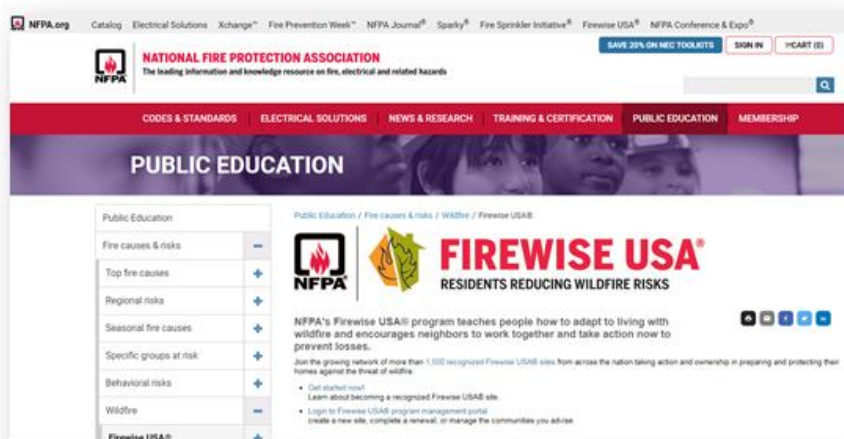 NFPA.org Catalog Electrical Solutions Xchange™ Fire Prevention Week™ NFPA Journal® Sparky® Fire Sprinkler Initiative® Firewise USA® NFPA Conference & Expo®
SAVE 20% ON NEC TOOLKITS SIGN IN CART (0)
NFPA
NATIONAL FIRE PROTECTION ASSOCIATION
The leading information and knowledge resource on fire, electrical and related hazards
CODES & STANDARDS ELECTRICAL SOLUTIONS NEWS & RESEARCH TRAINING & CERTIFICATION PUBLIC EDUCATION MEMBERSHIP
PUBLIC EDUCATION
Public Education
Fire causes & risks −
Top fire causes +
Regional risks +
Seasonal fire causes +
Specific groups at risk +
Behavioral risks +
Wildfire −
Firewise USA® +
Public Education / Fire causes & risks / Wildfire / Firewise USA®
NFPA®
FIREWISE USA®
RESIDENTS REDUCING WILDFIRE RISKS
NFPA's Firewise USA® program teaches people how to adapt to living with
wildfire and encourages neighbors to work together and take action now to
prevent losses.
Join the growing network of more than 1,500 recognized Firewise USA® sites from across the nation taking action and ownership in preparing and protecting their
homes against the threat of wildfire.
• Get started now!
Learn about becoming a recognized Firewise USA® site.
• Login to Firewise USA® program management portal
create a new site, complete a renewal, or manage the communities you advise.